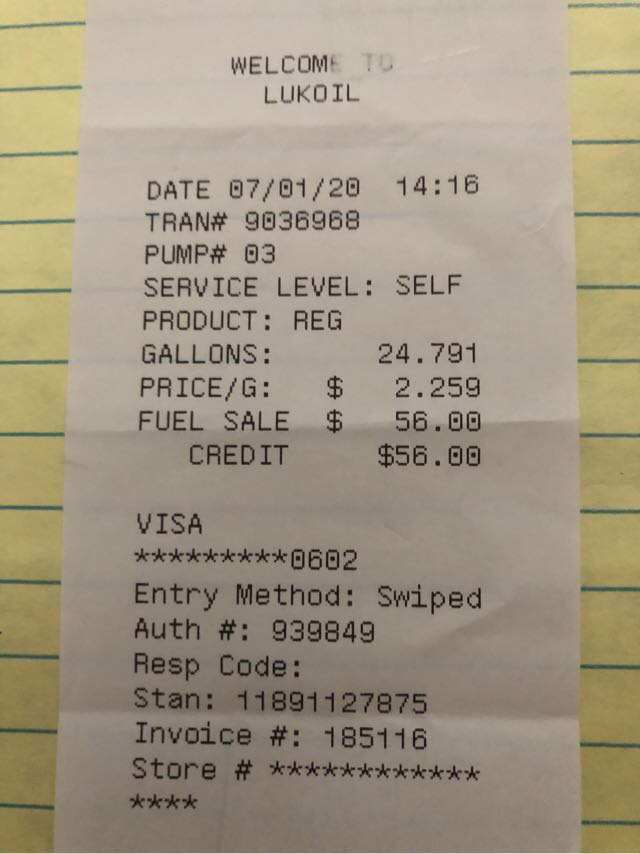 WELCOME TO
LUKOIL
DATE 07/01/20 14:16
TRAN# 9036968
PUMP# 03
SERVICE LEVEL: SELF
PRODUCT: REG
GALLONS: 24.791
PRICE/G: $ 2.259
FUEL SALE $ 56.00
CREDIT $56.00
VISA
*********0602
Entry Method: Swiped
Auth #: 939849
Resp Code:
Stan: 11891127875
Invoice #: 185116
Store # ************
****